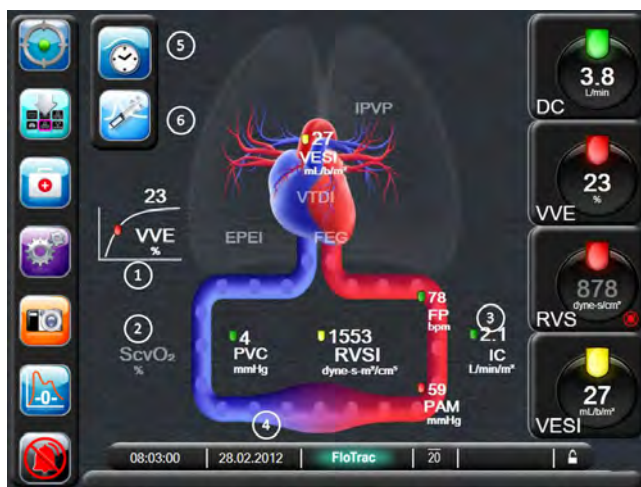 5
6
IPVP
27
VESI
mL/b/m²
VTDI
EPEI
FEG
23
VVE
%
1
2
ScvO₂
%
4
PVC
mmHg
1553
RVSI
dyne-s-m²/cm⁵
78
FP
bpm
3
2.1
IC
L/min/m²
59
PAM
mmHg
4
3.8
L/min
DC
23
%
VVE
878
dyne-s/cm⁵
RVS
27
mL/b/m²
VESI
-0-
08:03:00 28.02.2012 FloTrac 20